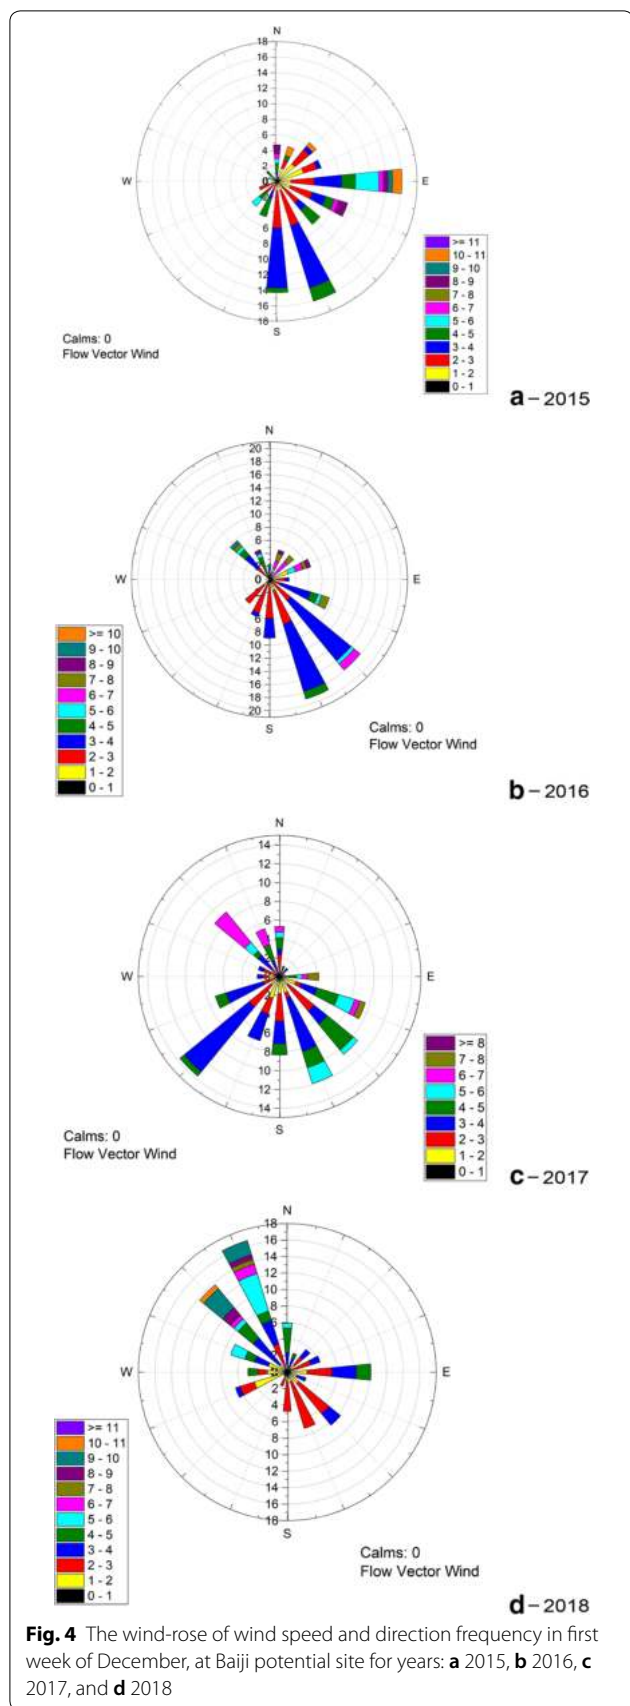 N
18
16
14
12
10
8
6
4
2
W
0
E
6
8
10
12
14
16
18
S
>= 11
10 - 11
9 - 10
8 - 9
7 - 8
6 - 7
5 - 6
4 - 5
3 - 4
2 - 3
1 - 2
0 - 1
Calms: 0
Flow Vector Wind
a – 2015
N
20
18
16
14
12
10
8
6
4
W
0
E
6
8
10
12
14
16
18
20
S
>= 10
9 - 10
8 - 9
7 - 8
6 - 7
5 - 6
4 - 5
3 - 4
2 - 3
1 - 2
0 - 1
Calms: 0
Flow Vector Wind
b – 2016
N
14
12
10
8
6
W
E
6
8
10
12
14
S
>= 8
7 - 8
6 - 7
5 - 6
4 - 5
3 - 4
2 - 3
1 - 2
0 - 1
Calms: 0
Flow Vector Wind
c – 2017
N
18
16
14
12
10
8
6
W
E
2
4
6
8
10
12
14
16
18
S
>= 11
10 - 11
9 - 10
8 - 9
7 - 8
6 - 7
5 - 6
4 - 5
3 - 4
2 - 3
1 - 2
0 - 1
Calms: 0
Flow Vector Wind
d – 2018
Fig. 4 The wind-rose of wind speed and direction frequency in first
week of December, at Baiji potential site for years: a 2015, b 2016, c
2017, and d 2018